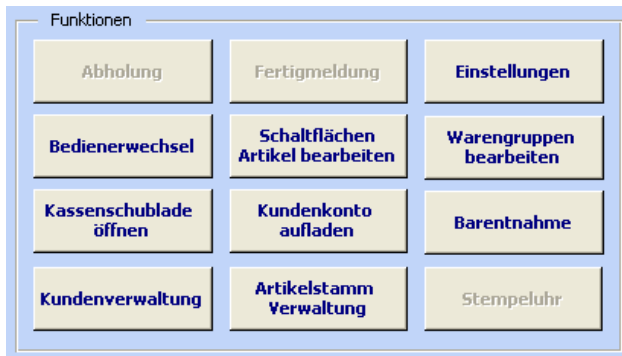 Funktionen
Abholung
Fertigmeldung
Einstellungen
Bedienerwechsel
Schaltflächen
Artikel bearbeiten
Warengruppen
bearbeiten
Kassenschublade
öffnen
Kundenkonto
aufladen
Barentnahme
Kundenverwaltung
Artikelstamm
Verwaltung
Stempeluhr